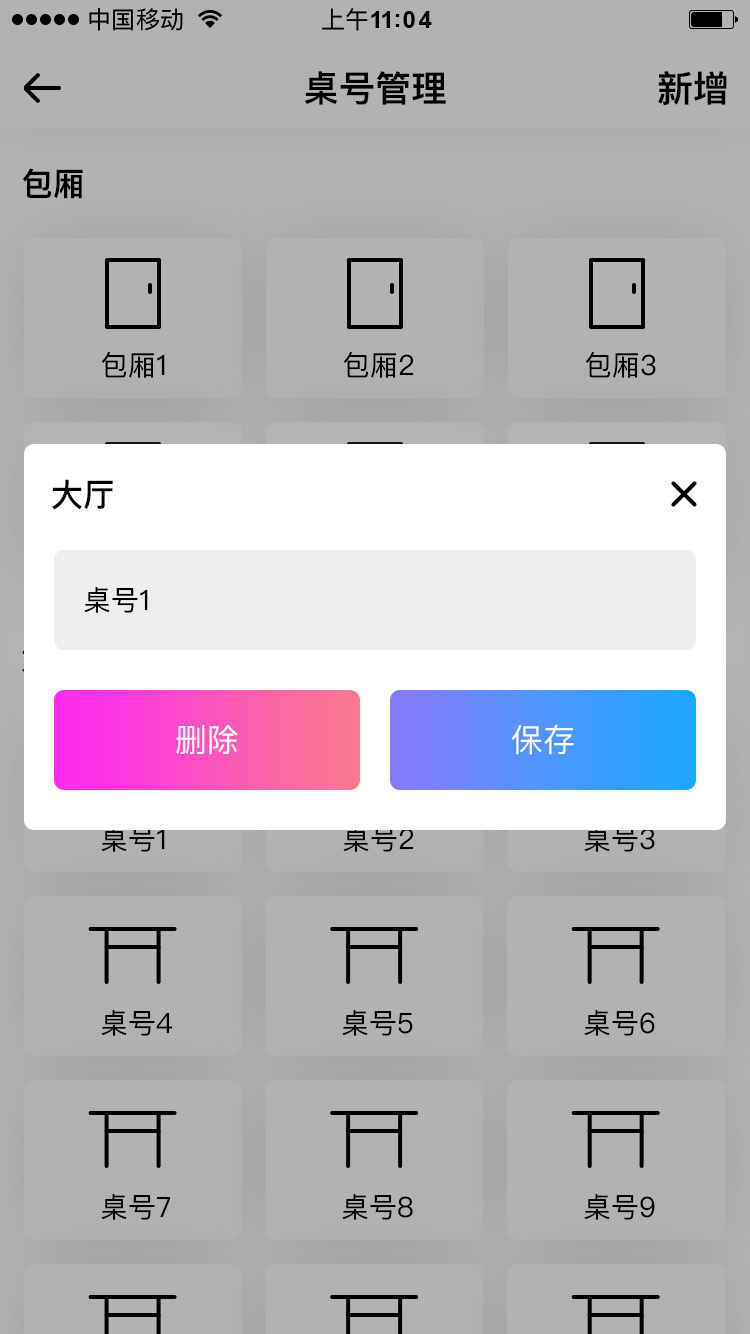 中国移动 上午11:04
桌号管理 新增
包厢
包厢1 包厢2 包厢3
大厅
桌号1
删除 保存
桌号1 桌号2 桌号3
桌号4 桌号5 桌号6
桌号7 桌号8 桌号9